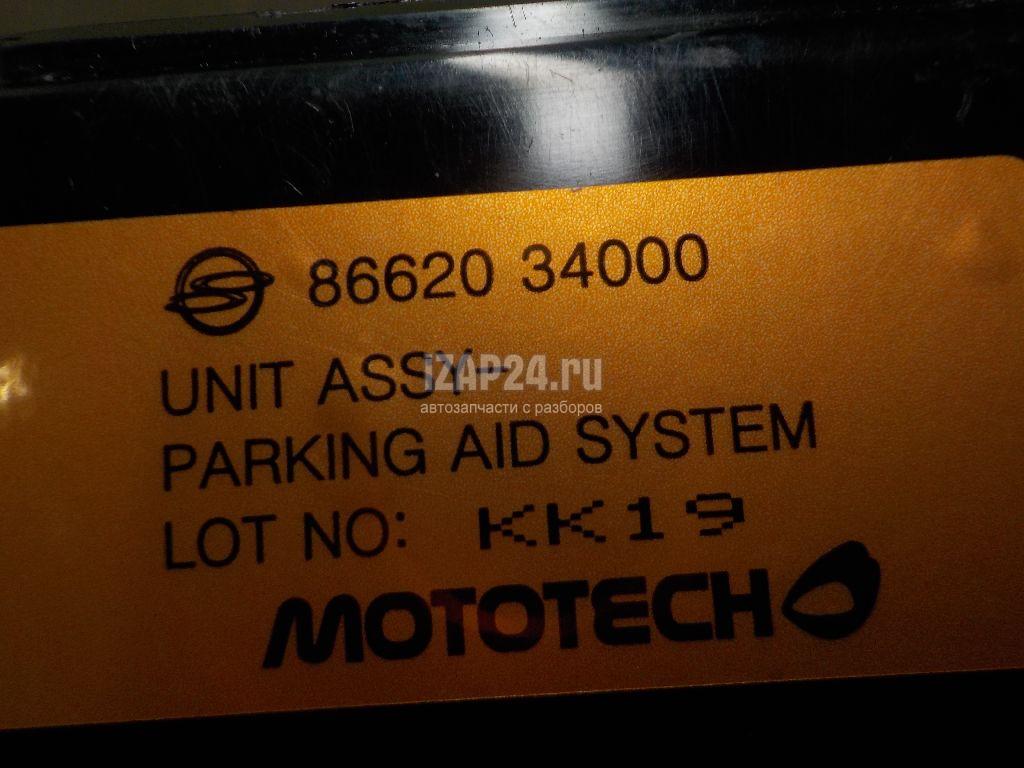 86620 34000
UNIT ASSY-
IZAP24.ru
автозапчасти с разборов
PARKING AID SYSTEM
LOT NO: KK19
MOTOTECH